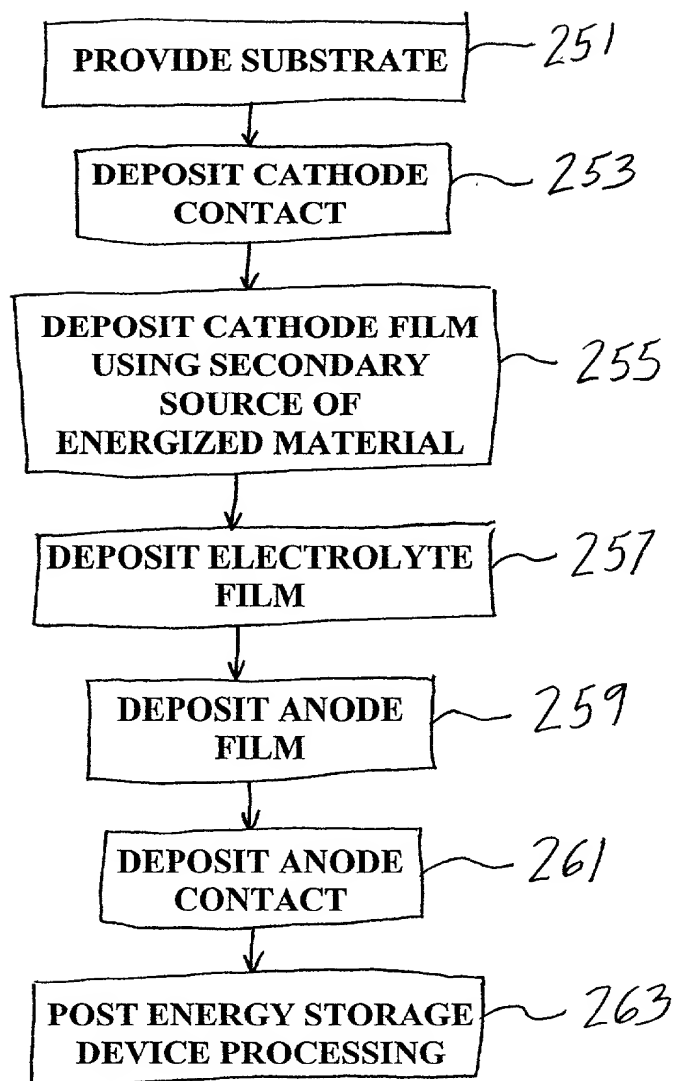 PROVIDE SUBSTRATE
251
DEPOSIT CATHODE
CONTACT
253
DEPOSIT CATHODE FILM
USING SECONDARY
SOURCE OF
ENERGIZED MATERIAL
255
DEPOSIT ELECTROLYTE
FILM
257
DEPOSIT ANODE
FILM
259
DEPOSIT ANODE
CONTACT
261
POST ENERGY STORAGE
DEVICE PROCESSING
263